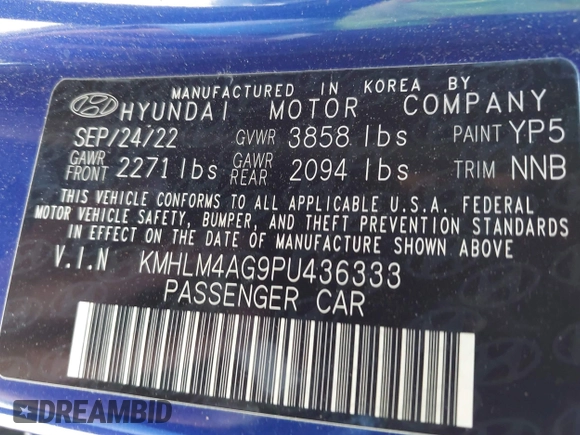 MANUFACTURED IN KOREA BY
HYUNDAI MOTOR COMPANY
SEP/24/22 GVWR 3858 lbs PAINT YP5
GAWR FRONT 2271 lbs GAWR REAR 2094 lbs TRIM NNB
THIS VEHICLE CONFORMS TO ALL APPLICABLE U.S.A. FEDERAL
MOTOR VEHICLE SAFETY, BUMPER, AND THEFT PREVENTION STANDARDS
IN EFFECT ON THE DATE OF MANUFACTURE SHOWN ABOVE
V.I.N KMHLM4AG9PU436333
PASSENGER CAR
DREAMBID